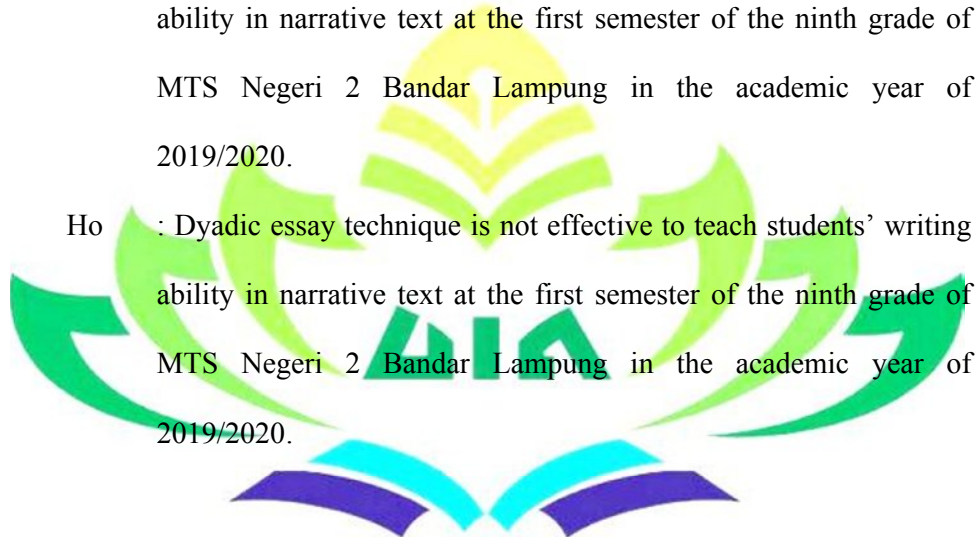 ability in narrative text at the first semester of the ninth grade of
MTS Negeri 2 Bandar Lampung in the academic year of
2019/2020.
Ho : Dyadic essay technique is not effective to teach students’ writing
ability in narrative text at the first semester of the ninth grade of
MTS Negeri 2 Bandar Lampung in the academic year of
2019/2020.